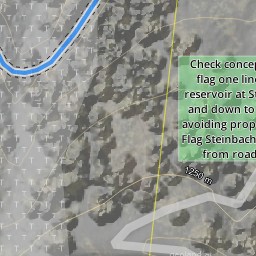 Check concep
flag one line
reservoir at St
and down to
avoiding prop
Flag Steinbach
from road
1250 m